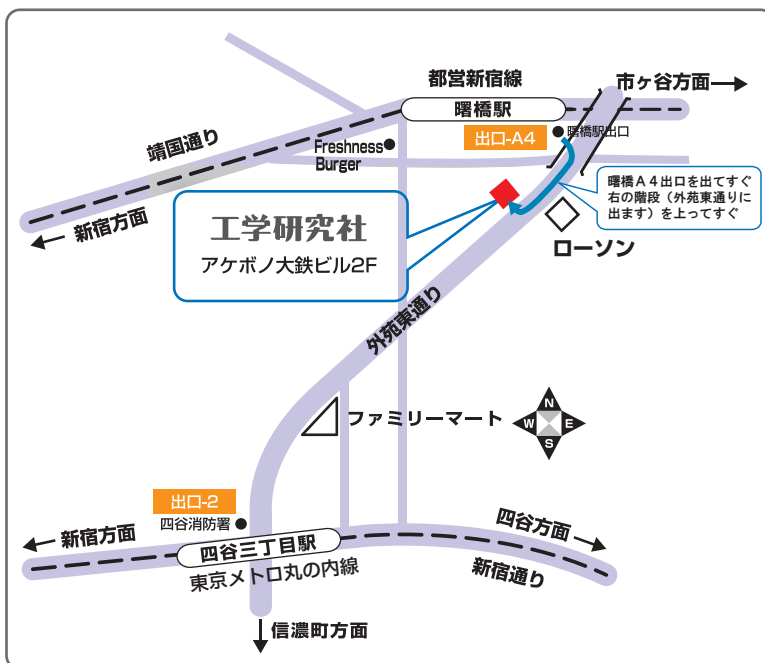 都営新宿線
市ヶ谷方面
曙橋駅
出口-A4
曙橋駅出口
靖国通り
Freshness
Burger
曙橋A4出口を出てすぐ
右の階段（外苑東通りに
出ます）を上ってすぐ
新宿方面
工学研究社
アケボノ大鉄ビル2F
ローソン
外苑東通り
ファミリーマート
N
W
E
S
出口-2
四谷消防署
新宿方面
四谷三丁目駅
東京メトロ丸の内線
四谷方面
新宿通り
信濃町方面